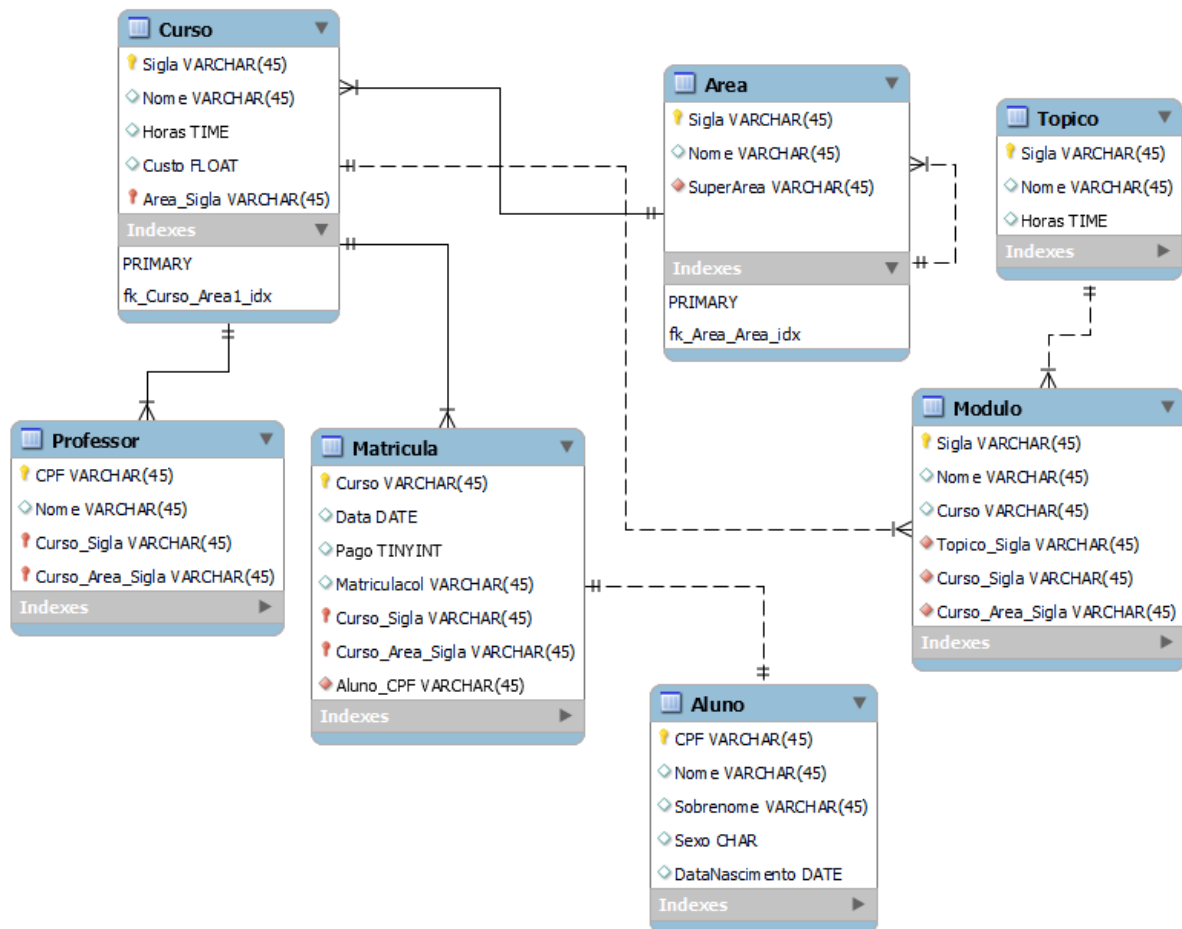 Curso
Sigla VARCHAR(45)
Nome VARCHAR(45)
Horas TIME
Custo FLOAT
Area_Sigla VARCHAR(45)
Indexes
PRIMARY
fk_Curso_Area1_idx
Area
Sigla VARCHAR(45)
Nome VARCHAR(45)
SuperArea VARCHAR(45)
Indexes
PRIMARY
fk_Area_Area_idx
Topico
Sigla VARCHAR(45)
Nome VARCHAR(45)
Horas TIME
Indexes
Professor
CPF VARCHAR(45)
Nome VARCHAR(45)
Curso_Sigla VARCHAR(45)
Curso_Area_Sigla VARCHAR(45)
Indexes
Matricula
Curso VARCHAR(45)
Data DATE
Pago TINYINT
Matriculacol VARCHAR(45)
Curso_Sigla VARCHAR(45)
Curso_Area_Sigla VARCHAR(45)
Aluno_CPF VARCHAR(45)
Indexes
Modulo
Sigla VARCHAR(45)
Nome VARCHAR(45)
Curso VARCHAR(45)
Topico_Sigla VARCHAR(45)
Curso_Sigla VARCHAR(45)
Curso_Area_Sigla VARCHAR(45)
Indexes
Aluno
CPF VARCHAR(45)
Nome VARCHAR(45)
Sobrenome VARCHAR(45)
Sexo CHAR
DataNascimento DATE
Indexes